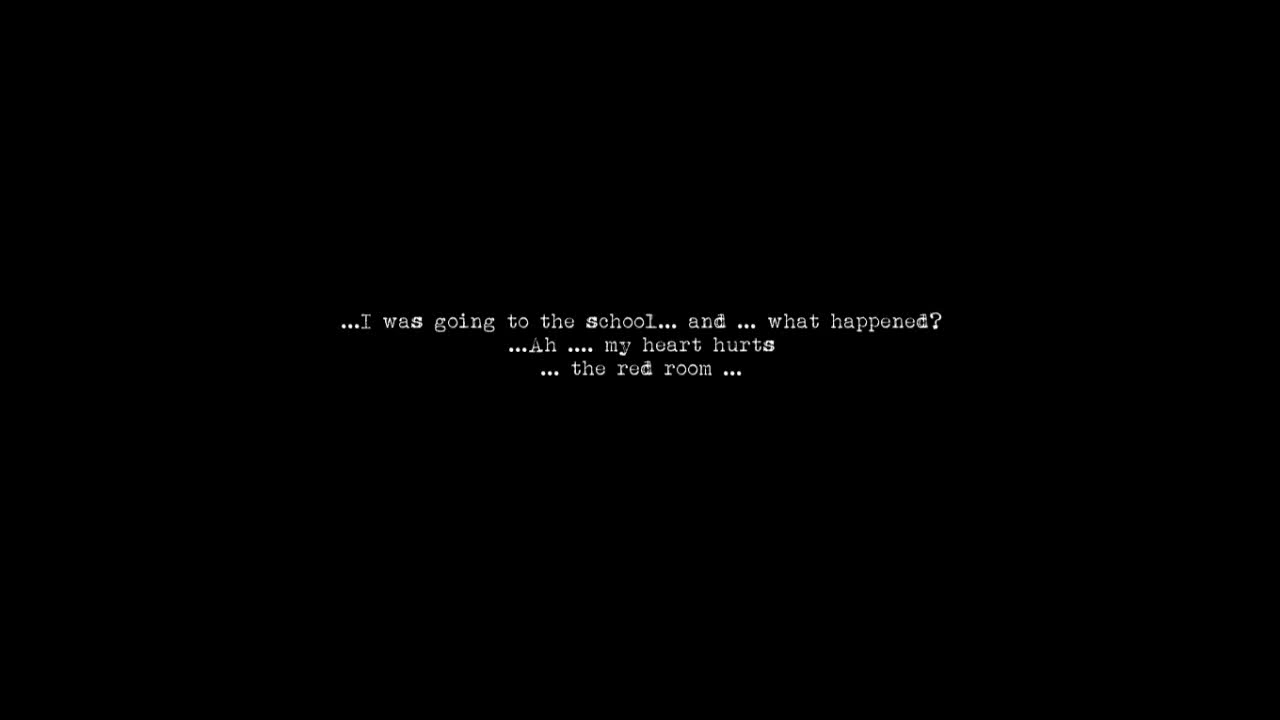 ...I was going to the school... and ... what happened?
...Ah .... my heart hurts
... the red room ...